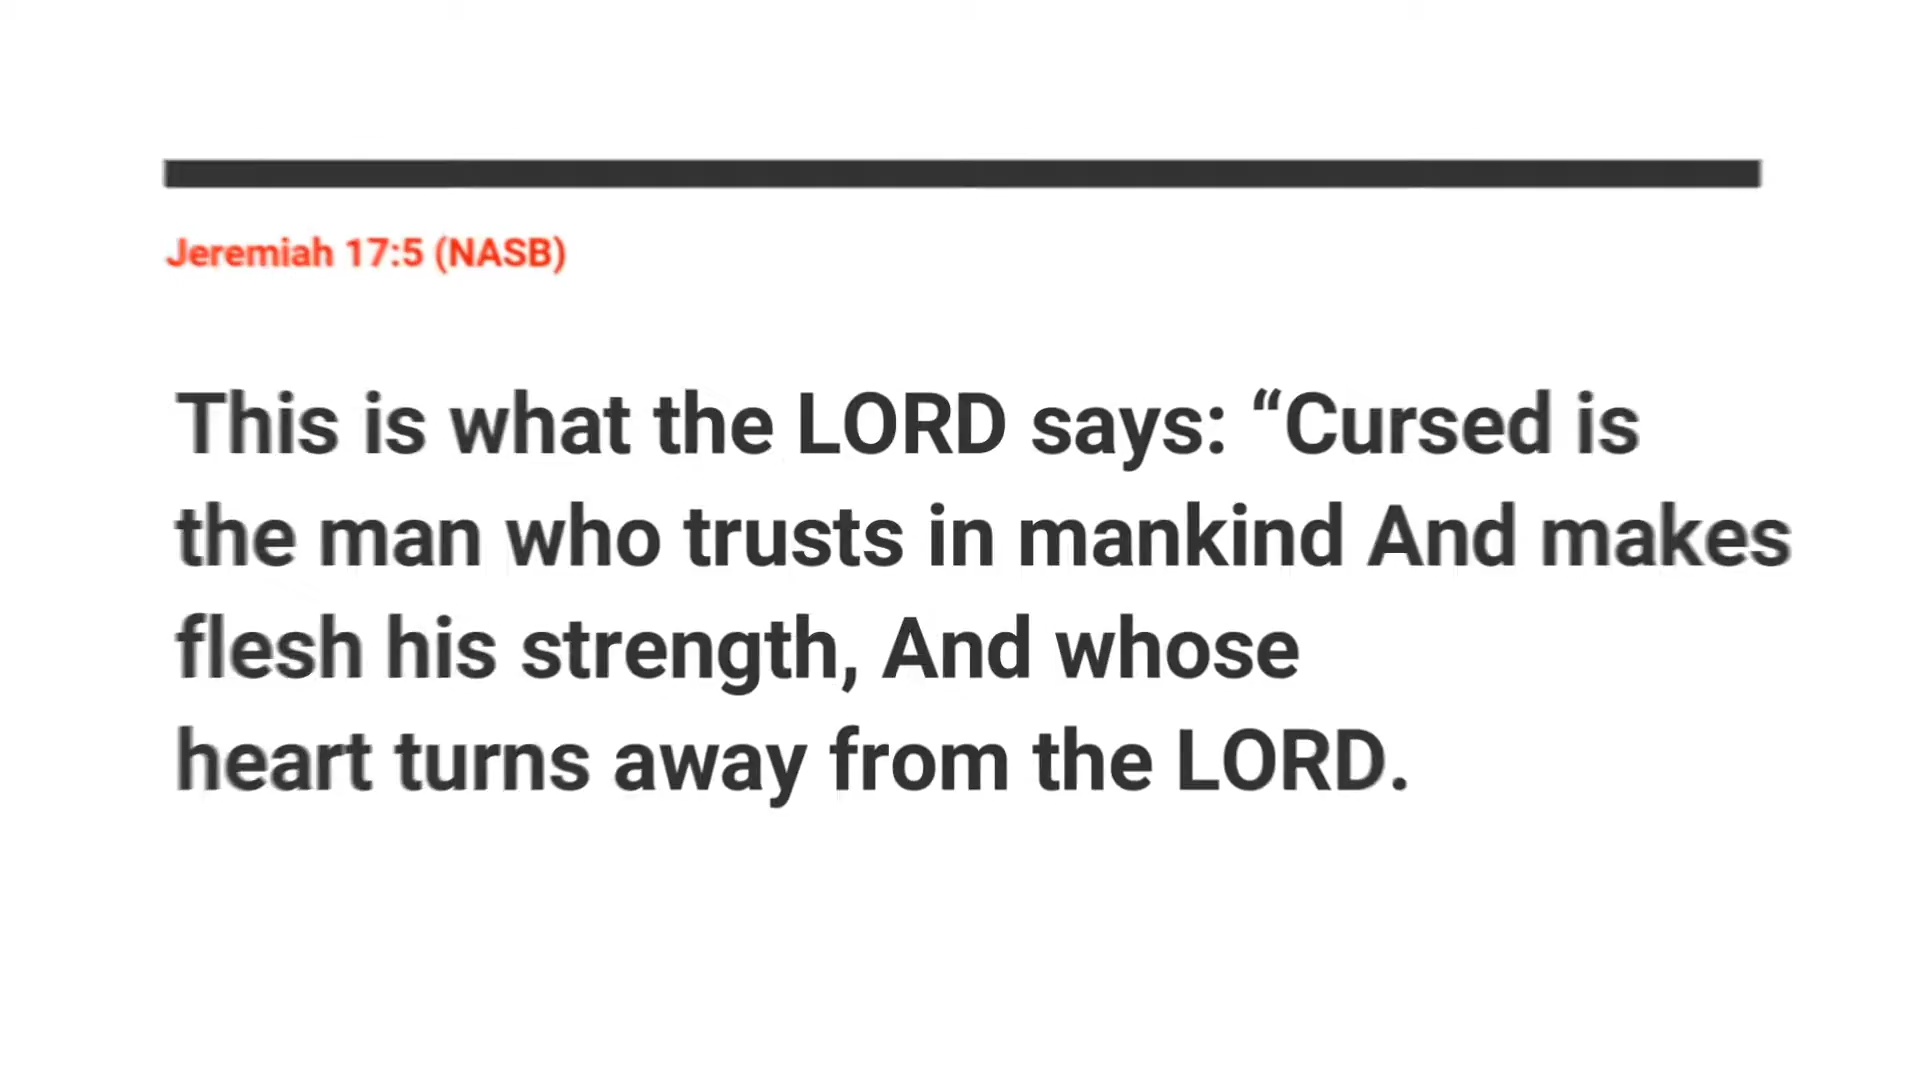 Jeremiah 17:5 (NASB)
This is what the LORD says: “Cursed is
the man who trusts in mankind And makes
flesh his strength, And whose
heart turns away from the LORD.